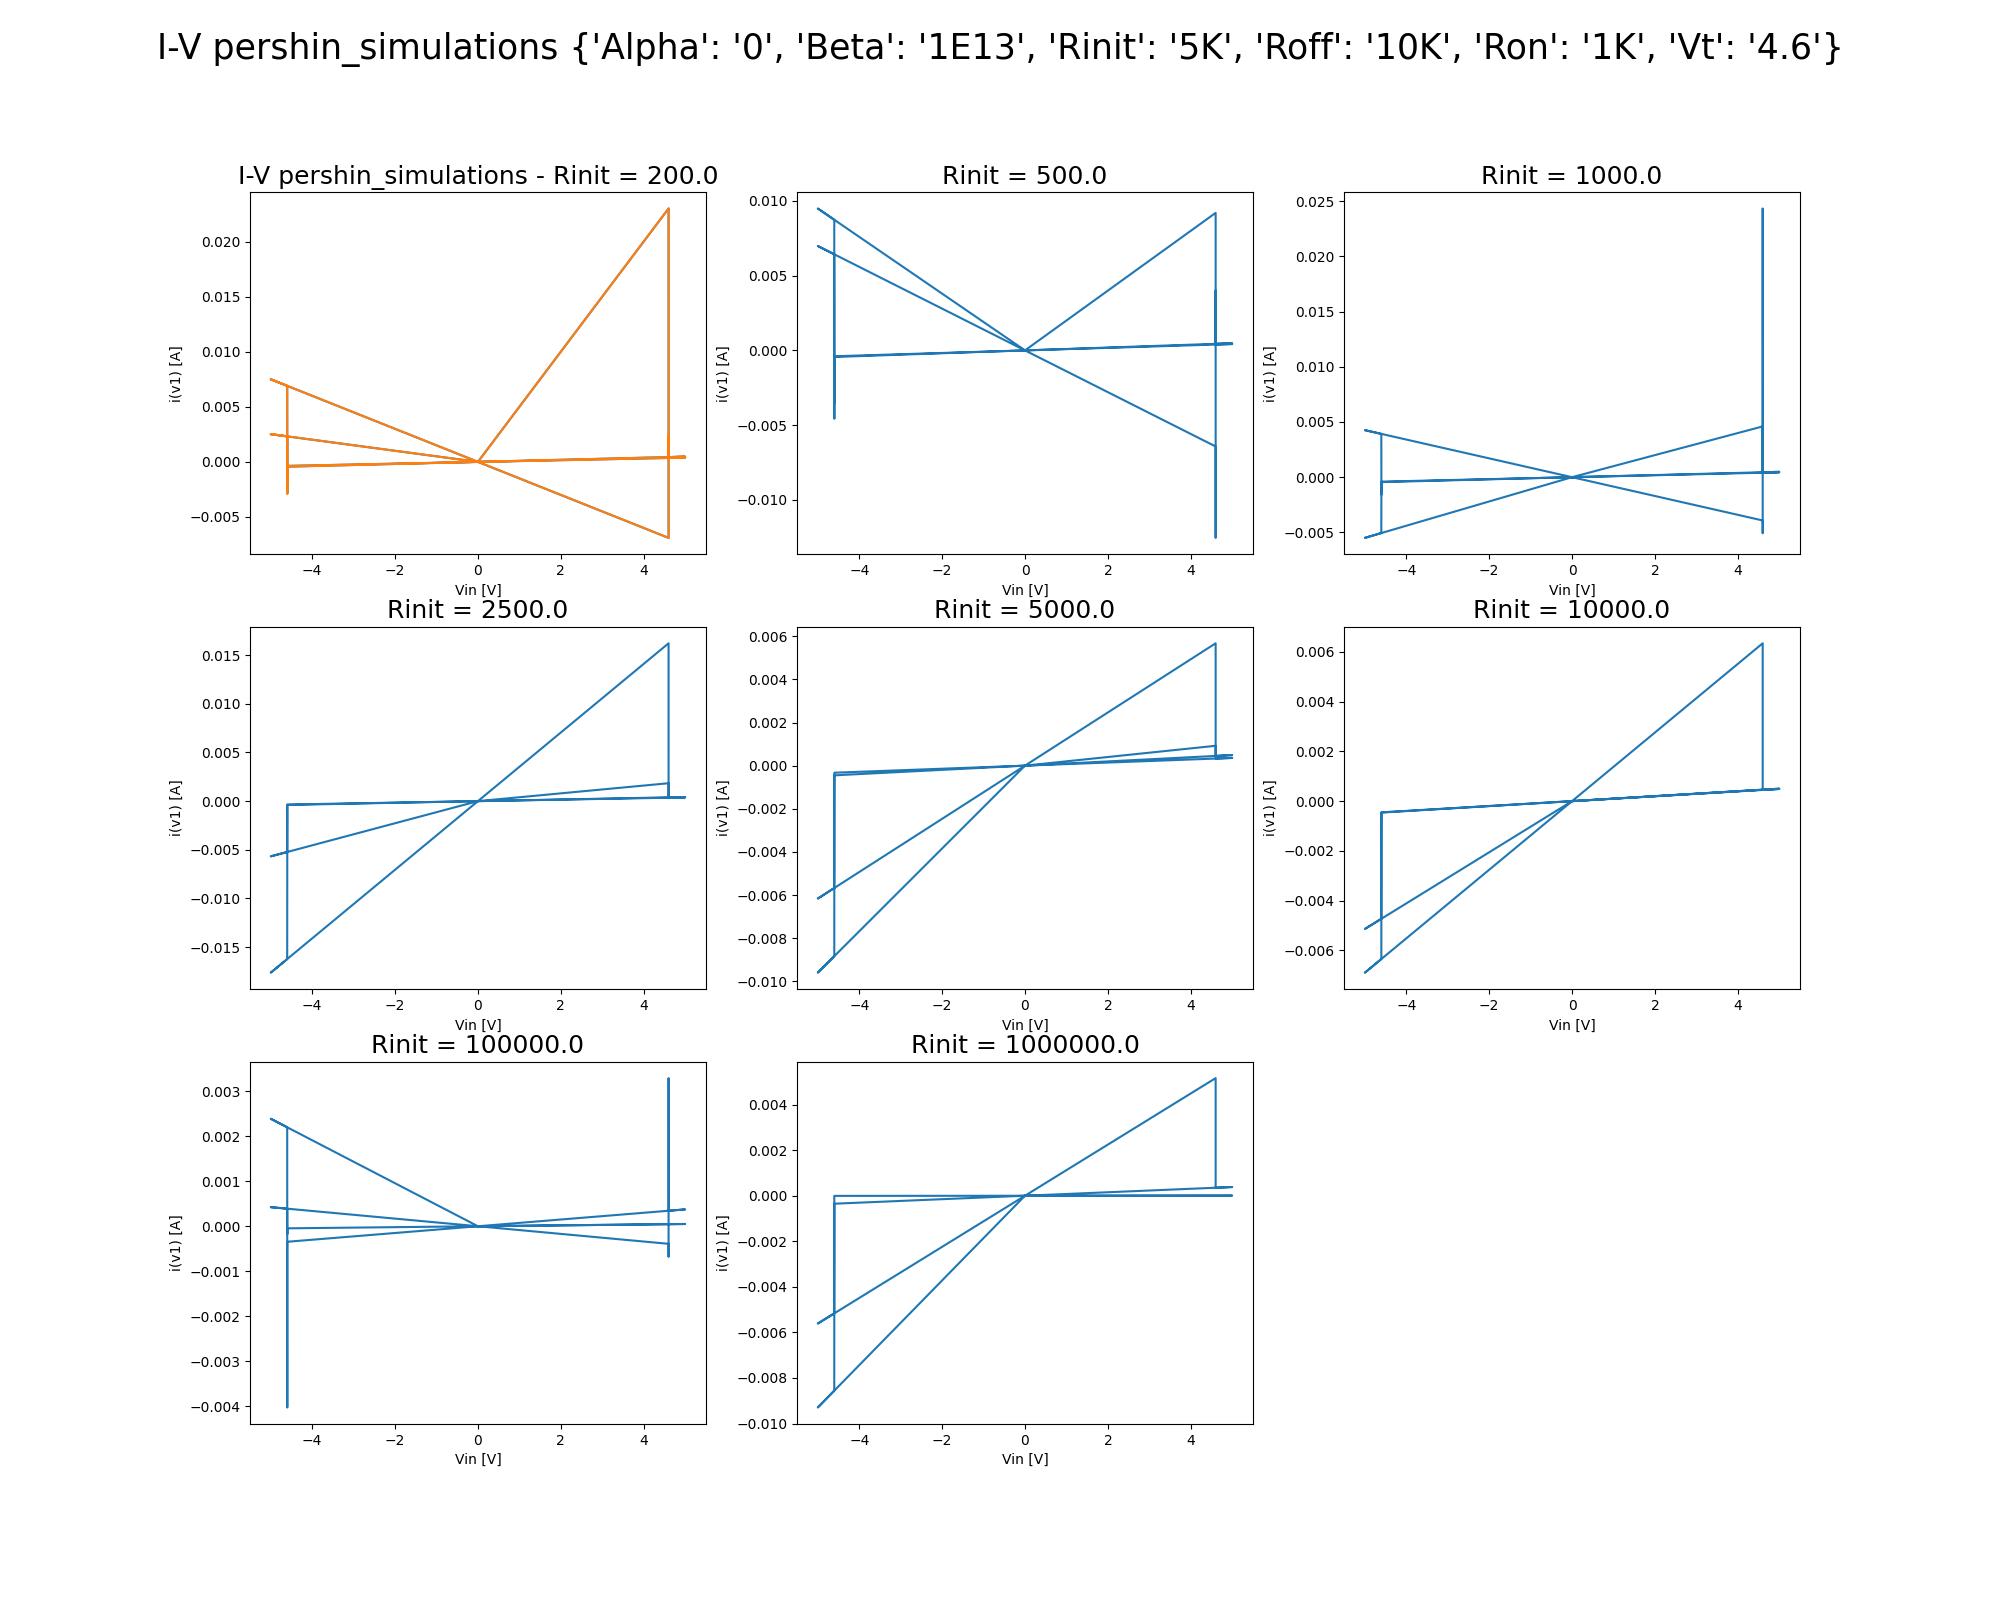 I-V pershin_simulations {'Alpha': '0', 'Beta': '1E13', 'Rinit': '5K', 'Roff': '10K', 'Ron': '1K', 'Vt': '4.6'}
I-V pershin_simulations - Rinit = 200.0
i(v1) [A]
0.020
0.015
0.010
0.005
0.000
−0.005
−4 −2 0 2 4
Vin [V]
Rinit = 500.0
i(v1) [A]
0.010
0.005
0.000
−0.005
−0.010
−4 −2 0 2 4
Vin [V]
Rinit = 1000.0
i(v1) [A]
0.025
0.020
0.015
0.010
0.005
0.000
−0.005
−4 −2 0 2 4
Vin [V]
Rinit = 2500.0
i(v1) [A]
0.015
0.010
0.005
0.000
−0.005
−0.010
−0.015
−4 −2 0 2 4
Vin [V]
Rinit = 5000.0
i(v1) [A]
0.006
0.004
0.002
0.000
−0.002
−0.004
−0.006
−0.008
−0.010
−4 −2 0 2 4
Vin [V]
Rinit = 10000.0
i(v1) [A]
0.006
0.004
0.002
0.000
−0.002
−0.004
−0.006
−4 −2 0 2 4
Vin [V]
Rinit = 100000.0
i(v1) [A]
0.003
0.002
0.001
0.000
−0.001
−0.002
−0.003
−0.004
−4 −2 0 2 4
Vin [V]
Rinit = 1000000.0
i(v1) [A]
0.004
0.002
0.000
−0.002
−0.004
−0.006
−0.008
−0.010
−4 −2 0 2 4
Vin [V]